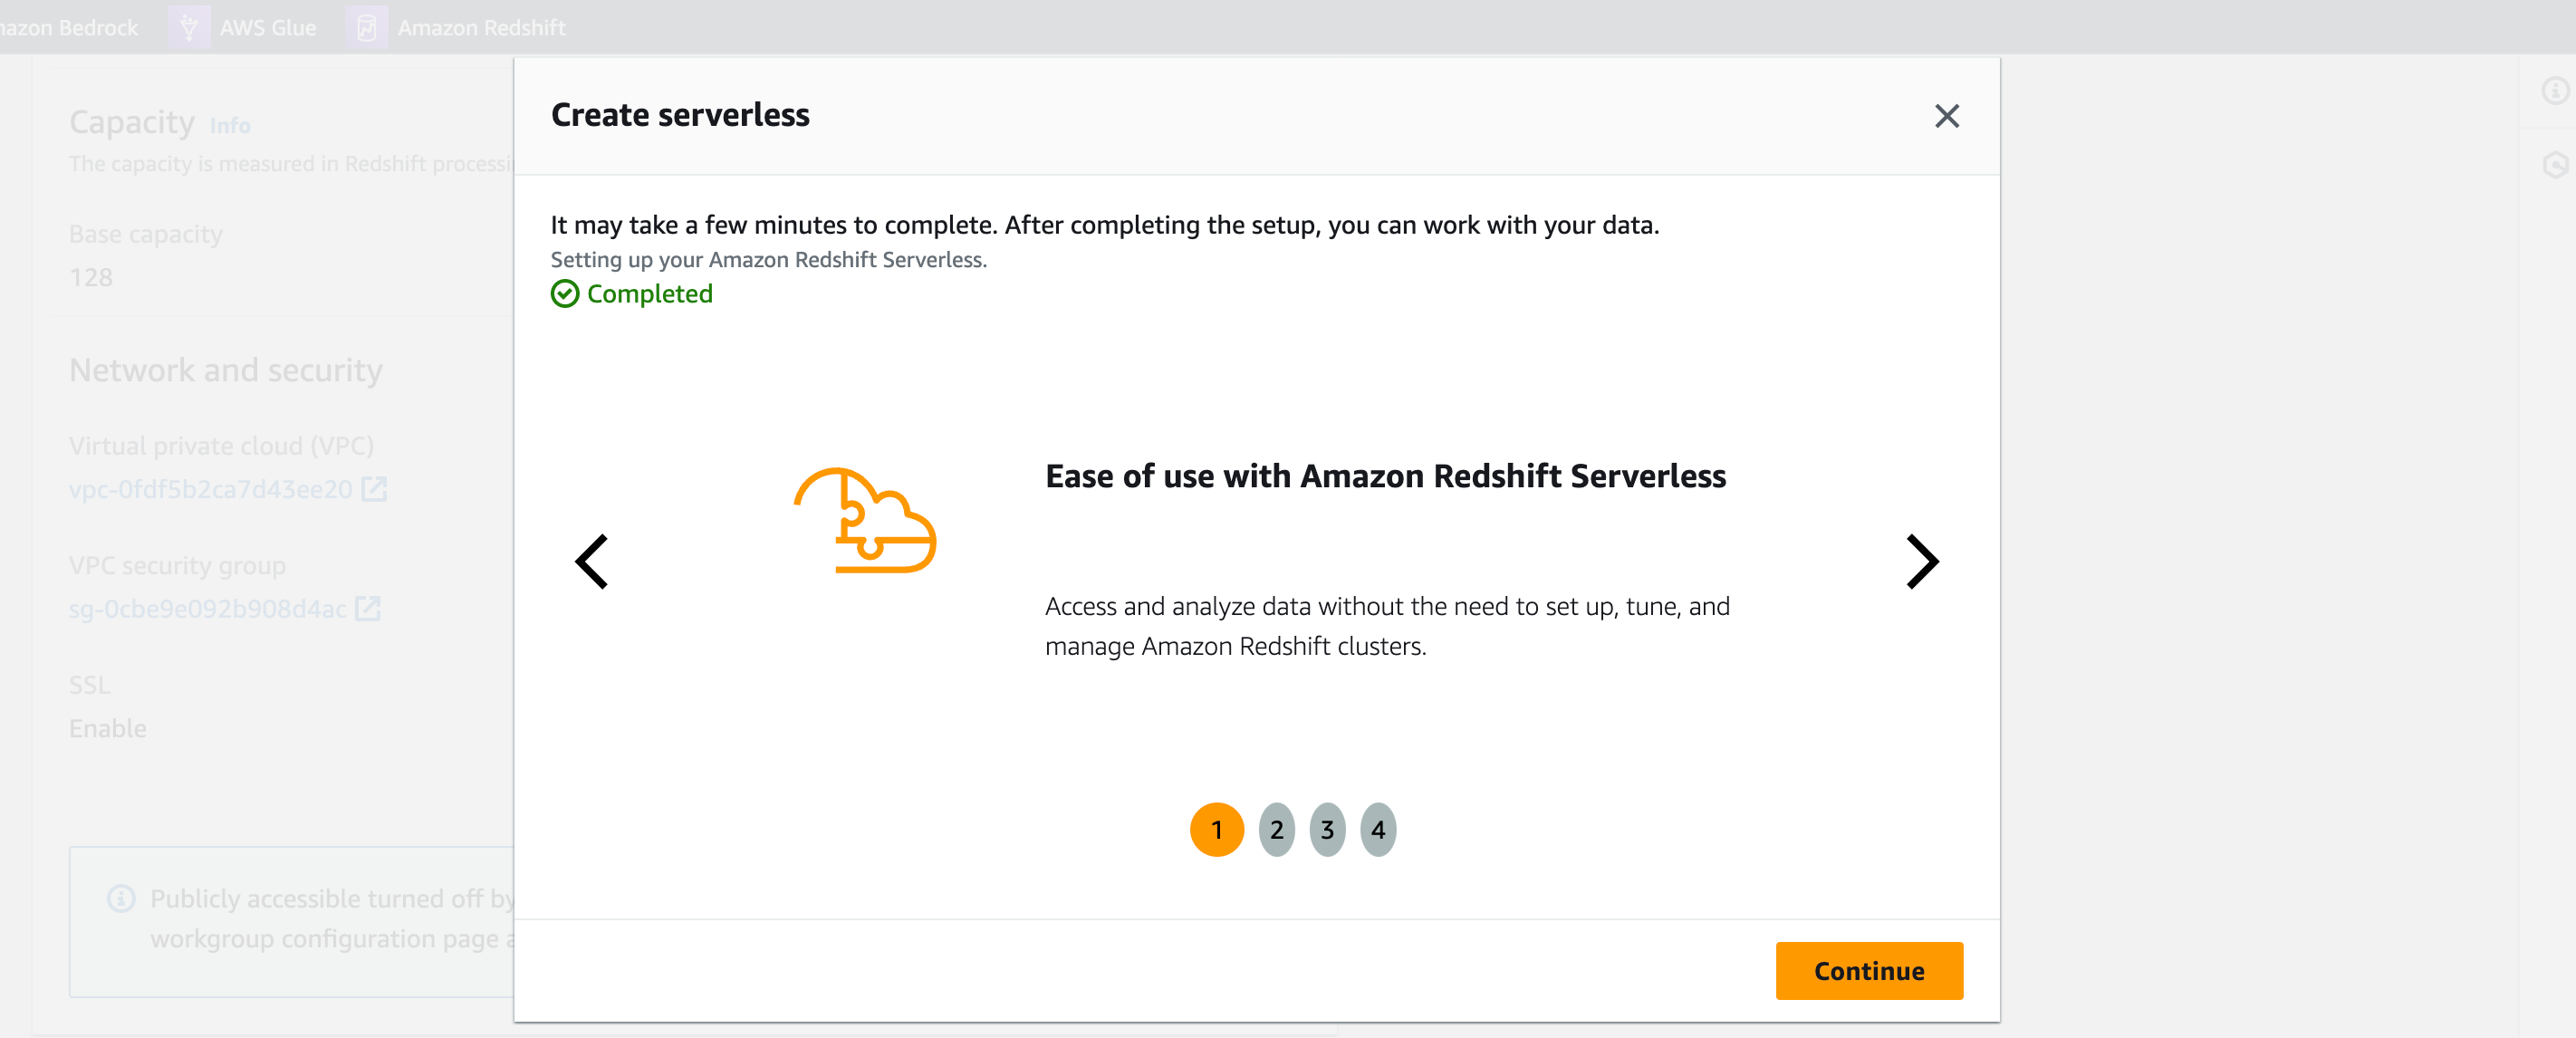 Bedrock
AWS Glue
Amazon Redshift
Capacity Info
The capacity is measured in Redshift
Base capacity
128
Network and security
Virtual private cloud (VPC)
vpc-0fdf5b2ca7d43ee20
VPC security group
sg-0cbe9e092b908d4ac
SSL
Enable
Publicly accessible turned off by
workgroup configuration page
Create serverless
It may take a few minutes to complete. After completing the setup, you can work with your data.
Setting up your Amazon Redshift Serverless.
Completed
Ease of use with Amazon Redshift Serverless
Access and analyze data without the need to set up, tune, and
manage Amazon Redshift clusters.
1 2 3 4
Continue